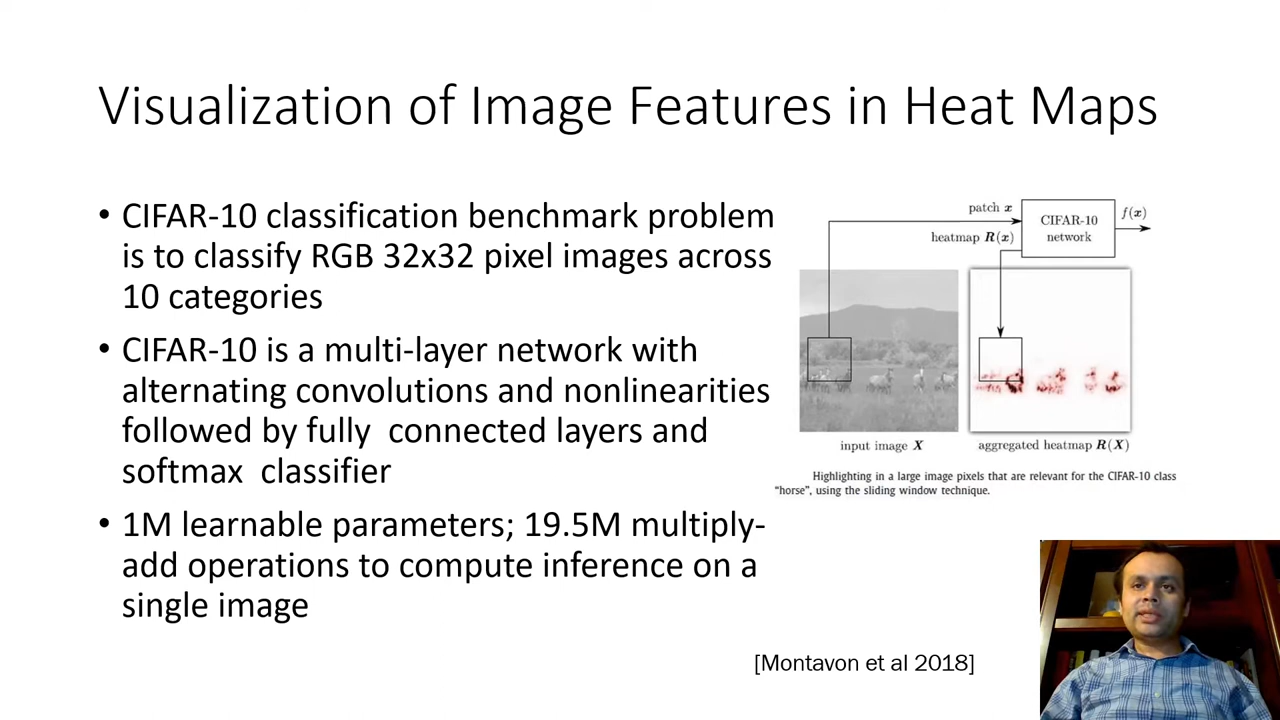 Visualization of Image Features in Heat Maps
• CIFAR-10 classification benchmark problem
is to classify RGB 32x32 pixel images across
10 categories
• CIFAR-10 is a multi-layer network with
alternating convolutions and nonlinearities
followed by fully connected layers and
softmax classifier
• 1M learnable parameters; 19.5M multiply-
add operations to compute inference on a
single image
patch x
heatmap R(x)
CIFAR-10
network
f(x)
input image X
aggregated heatmap R(X)
Highlighting in a large image pixels that are relevant for the CIFAR-10 class
“horse”, using the sliding window technique.
[Montavon et al 2018]